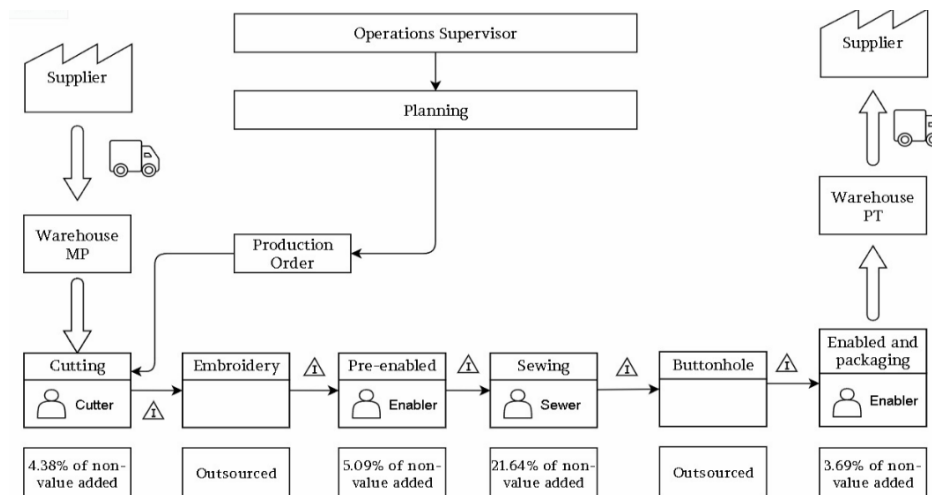 Operations Supervisor
Supplier
Supplier
Planning
Warehouse
MP
Warehouse
PT
Production
Order
Cutting
Cutter
I
Embroidery
I
Pre-enabled
Enabler
I
Sewing
Sewer
I
Buttonhole
I
Enabled and
packaging
Enabler
4.38% of non-
value added
Outsourced
5.09% of non-
value added
21.64% of non-
value added
Outsourced
3.69% of non-
value added